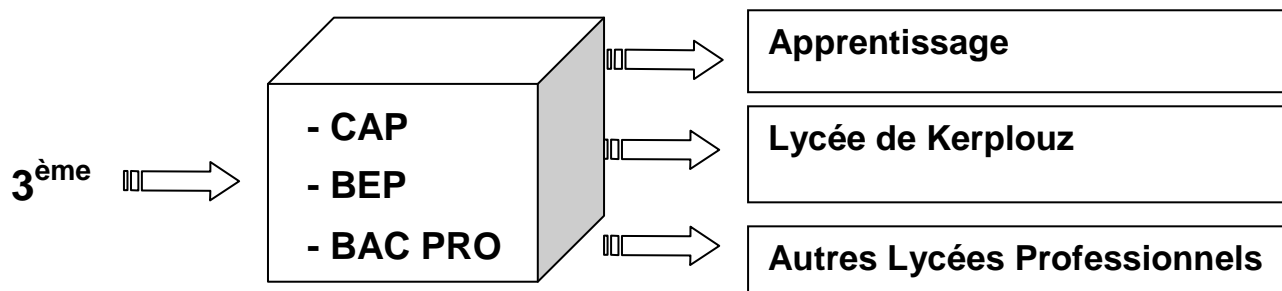 3ème
- CAP
- BEP
- BAC PRO
Apprentissage
Lycée de Kerplouz
Autres Lycées Professionnels